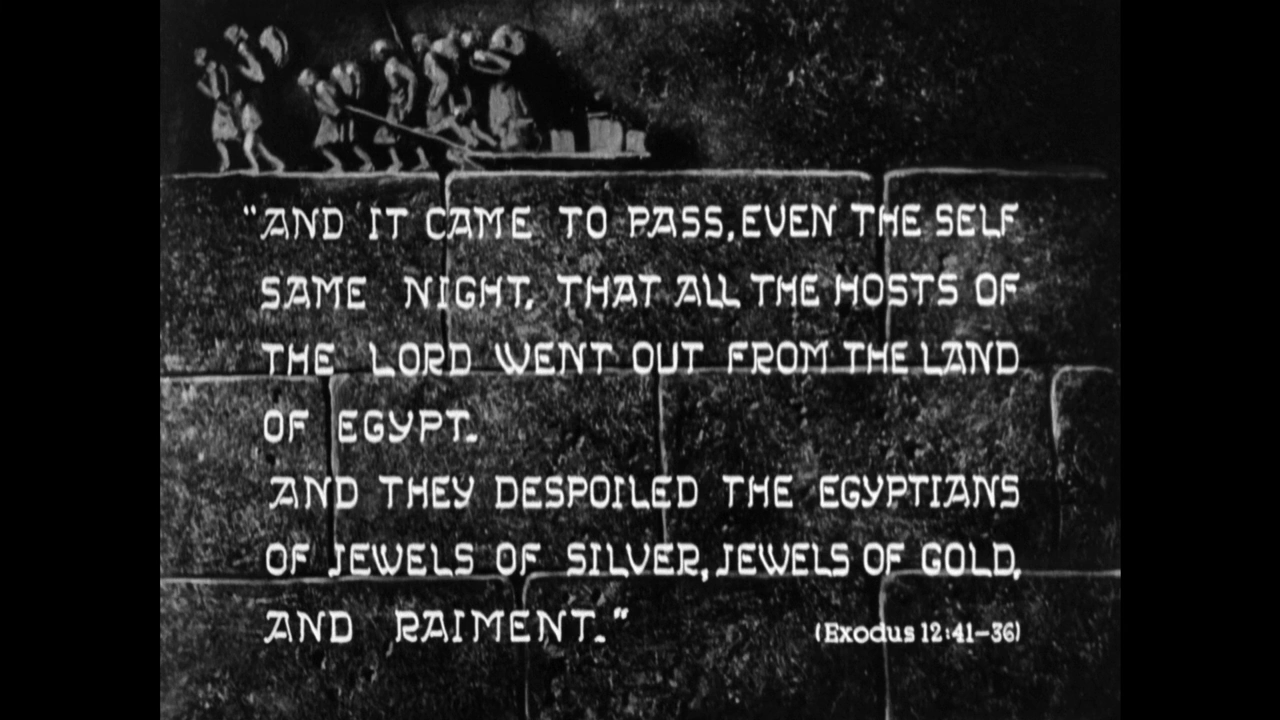 "AND IT CAME TO PASS, EVEN THE SELF
SAME NIGHT, THAT ALL THE HOSTS OF
THE LORD WENT OUT FROM THE LAND
OF EGYPT.
AND THEY DESPOILED THE EGYPTIANS
OF JEWELS OF SILVER, JEWELS OF GOLD,
AND RAIMENT."
(Exodus 12:41-36)